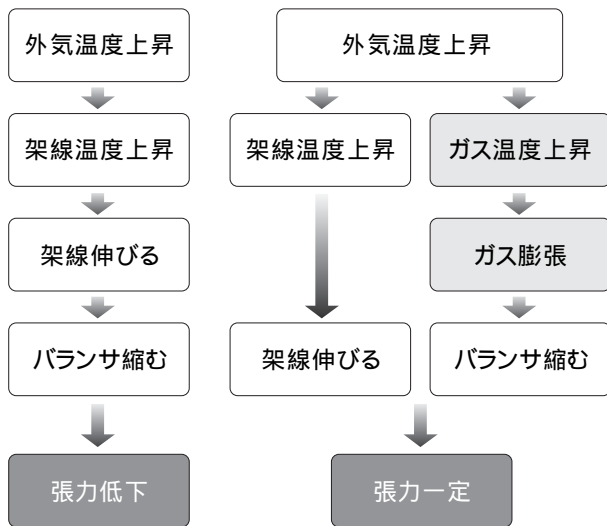 外気温度上昇
架線温度上昇
架線伸びる
バランサ縮む
張力低下
外気温度上昇
架線温度上昇
ガス温度上昇
ガス膨張
架線伸びる
バランサ縮む
張力一定